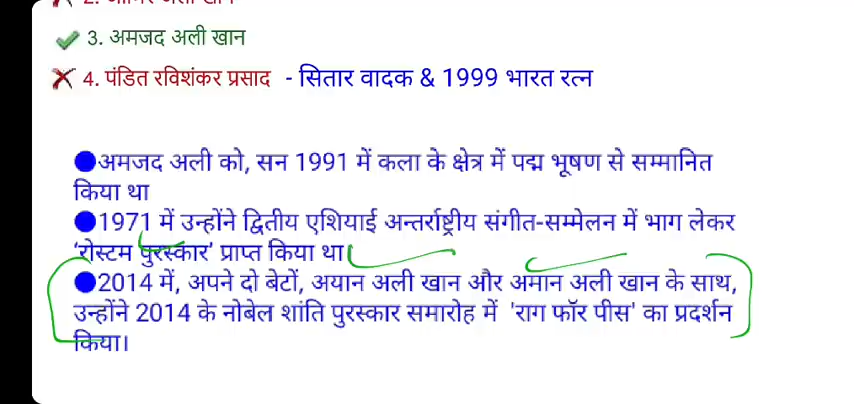 3. अमजद अली खान
4. पंडित रविशंकर प्रसाद - सितार वादक & 1999 भारत रत्न
●अमजद अली को, सन 1991 में कला के क्षेत्र में पद्म भूषण से सम्मानित
किया था
●1971 में उन्होंने द्वितीय एशियाई अन्तर्राष्ट्रीय संगीत-सम्मेलन में भाग लेकर
'रोस्टम पुरस्कार' प्राप्त किया था।
●2014 में, अपने दो बेटों, अयान अली खान और अमान अली खान के साथ,
उन्होंने 2014 के नोबेल शांति पुरस्कार समारोह में 'राग फॉर पीस' का प्रदर्शन
किया।